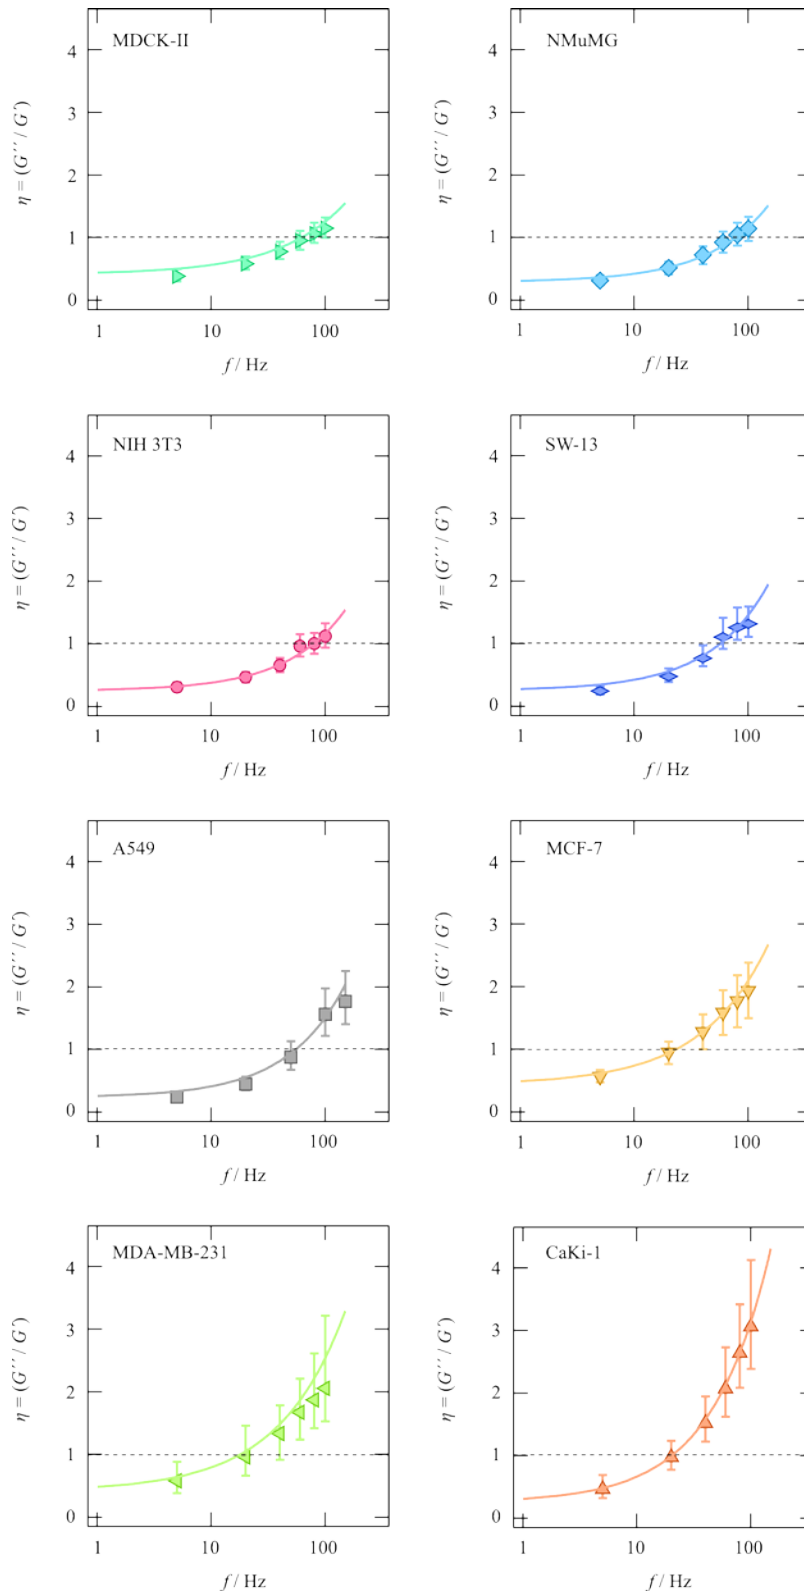 MDCK-II
η = (G´´ / G´)
4
3
2
1
0
1 10 100
f / Hz
NMuMG
η = (G´´ / G´)
4
3
2
1
0
1 10 100
f / Hz
NIH 3T3
η = (G´´ / G´)
4
3
2
1
0
1 10 100
f / Hz
SW-13
η = (G´´ / G´)
4
3
2
1
0
1 10 100
f / Hz
A549
η = (G´´ / G´)
4
3
2
1
0
1 10 100
f / Hz
MCF-7
η = (G´´ / G´)
4
3
2
1
0
1 10 100
f / Hz
MDA-MB-231
η = (G´´ / G´)
4
3
2
1
0
1 10 100
f / Hz
CaKi-1
η = (G´´ / G´)
4
3
2
1
0
1 10 100
f / Hz